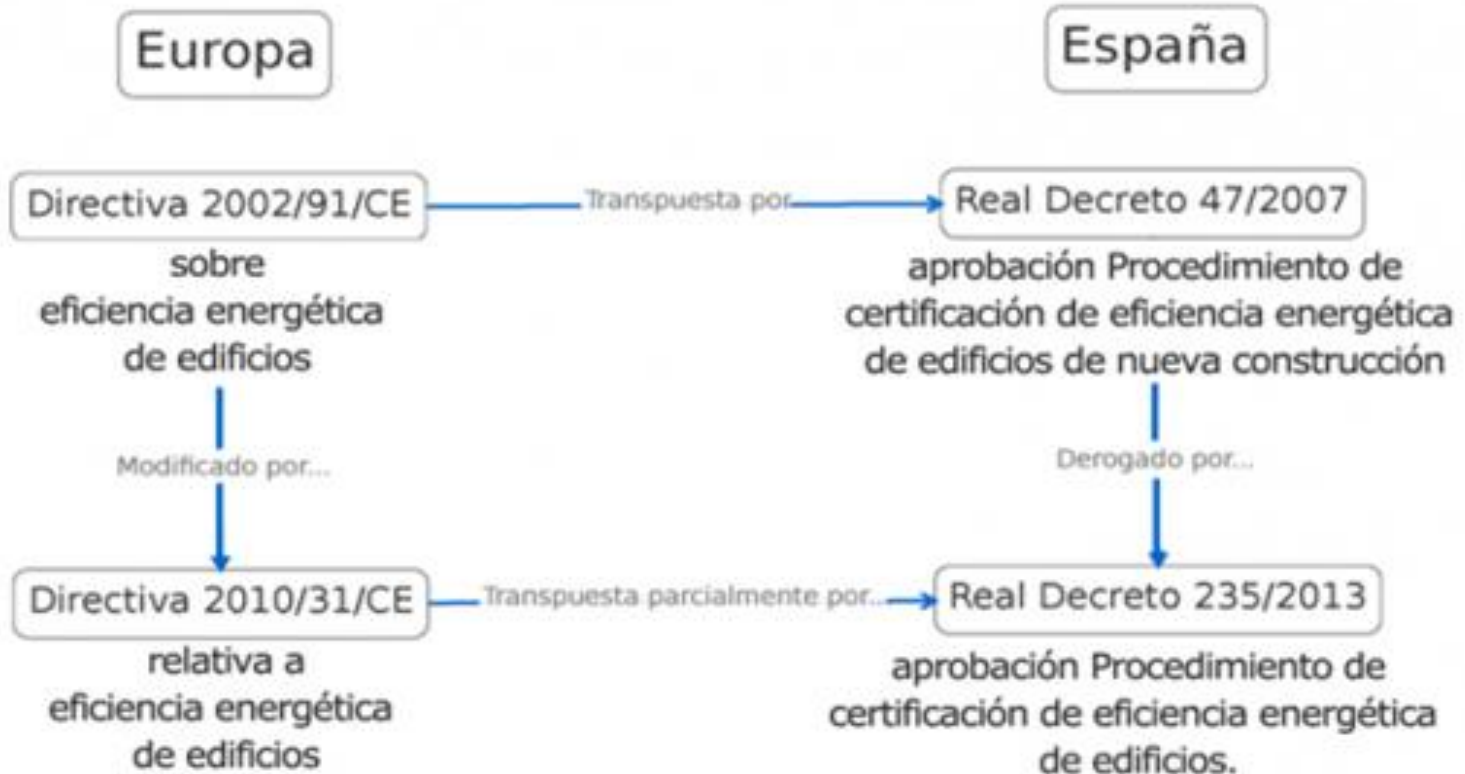 Europa
España
Directiva 2002/91/CE
Transpuesta por
Real Decreto 47/2007
sobre
eficiencia energética
de edificios
aprobación Procedimiento de
certificación de eficiencia energética
de edificios de nueva construcción
Modificado por...
Derogado por...
Directiva 2010/31/CE
Transpuesta parcialmente por...
Real Decreto 235/2013
relativa a
eficiencia energética
de edificios
aprobación Procedimiento de
certificación de eficiencia energética
de edificios.